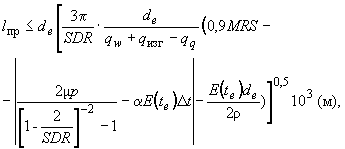 l_пр ≤ d_e [ 3π/SDR · d_e/(q_w + q_изг + q_q) (0,9 MRS −
− | 2μp/([1-2/SDR]^−2 − 1) − αE(t_e)Δt | − E(t_e)d_e/2ρ ) ]^0,5 10^3 (м),